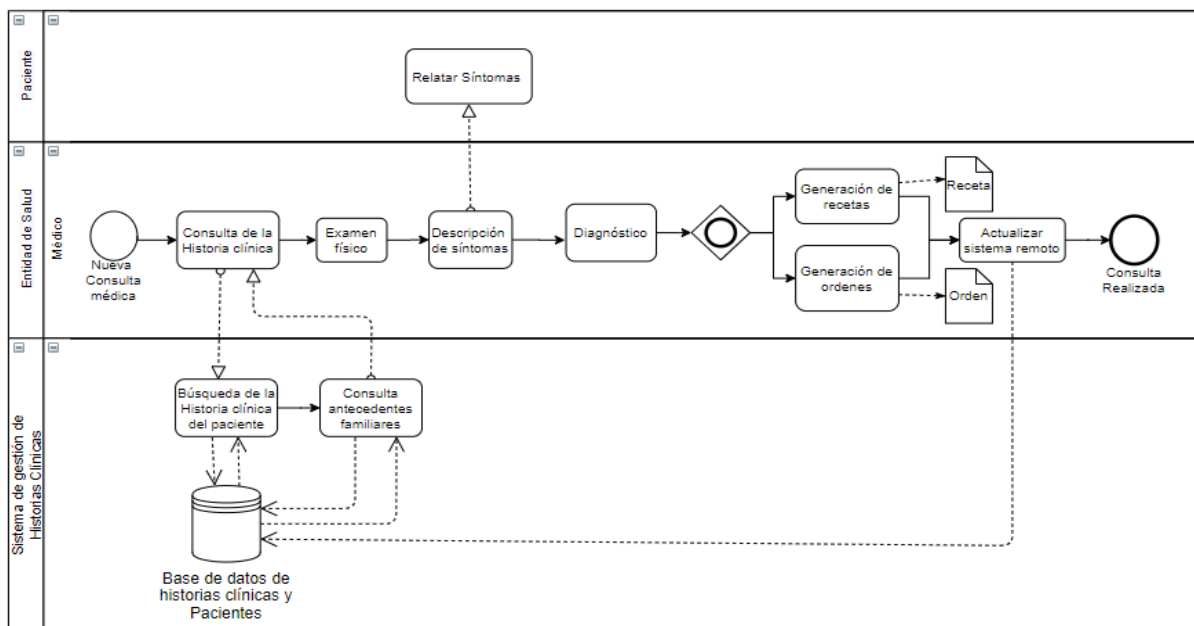 Paciente
Relatar Síntomas
Entidad de Salud
Médico
Nueva
Consulta
médica
Consulta de la
Historia clínica
Examen
físico
Descripción
de síntomas
Diagnóstico
Generación de
recetas
Receta
Generación de
ordenes
Orden
Actualizar
sistema remoto
Consulta
Realizada
Sistema de gestión de
Historias Clínicas
Búsqueda de la
Historia clínica
del paciente
Consulta
antecedentes
familiares
Base de datos de
historias clínicas y
Pacientes